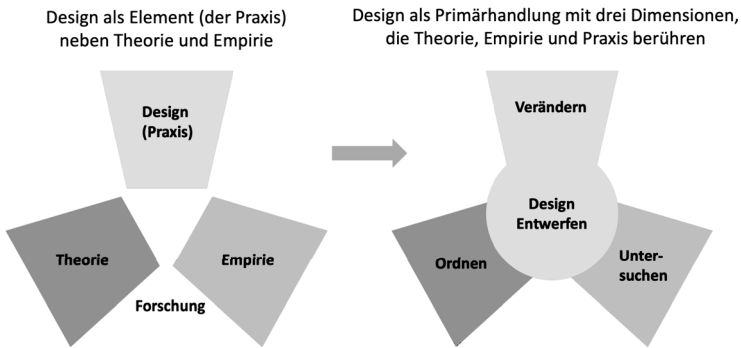 Design als Element (der Praxis)
neben Theorie und Empirie
Design
(Praxis)
Theorie
Empirie
Forschung
Design als Primärhandlung mit drei Dimensionen,
die Theorie, Empirie und Praxis berühren
Verändern
Design
Entwerfen
Ordnen
Unter-
suchen